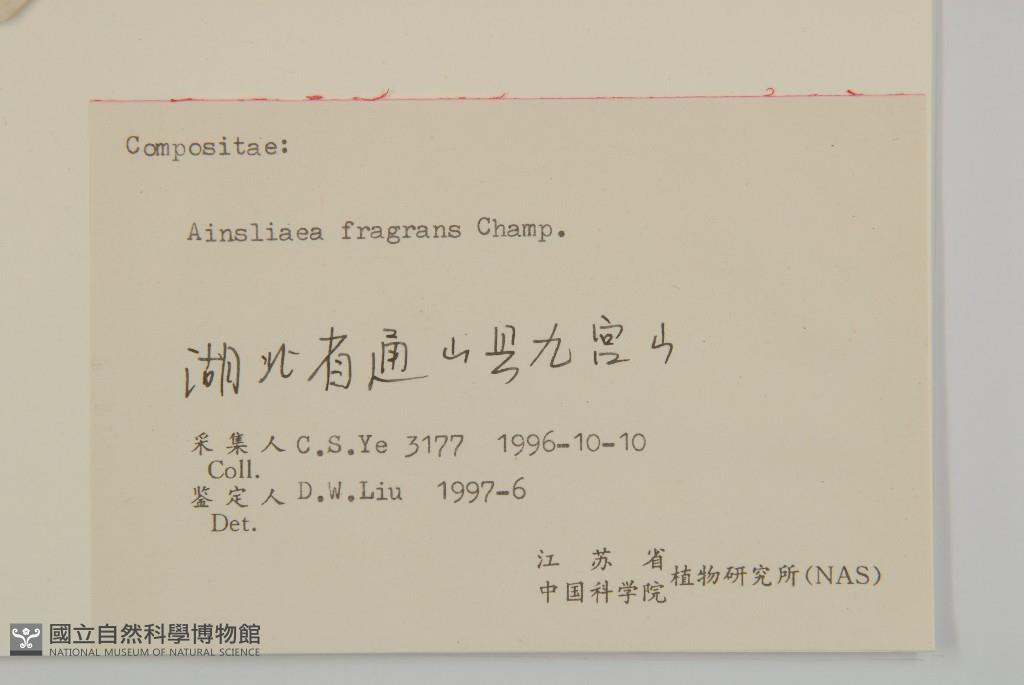 Compositae:
Ainsliaea fragrans Champ.
湖北省通山县九宫山
采集人 C.S.Ye 3177 1996-10-10
Coll.
鉴定人 D.W.Liu 1997-6
Det.
江苏省
中国科学院 植物研究所(NAS)
國立自然科學博物館
NATIONAL MUSEUM OF NATURAL SCIENCE